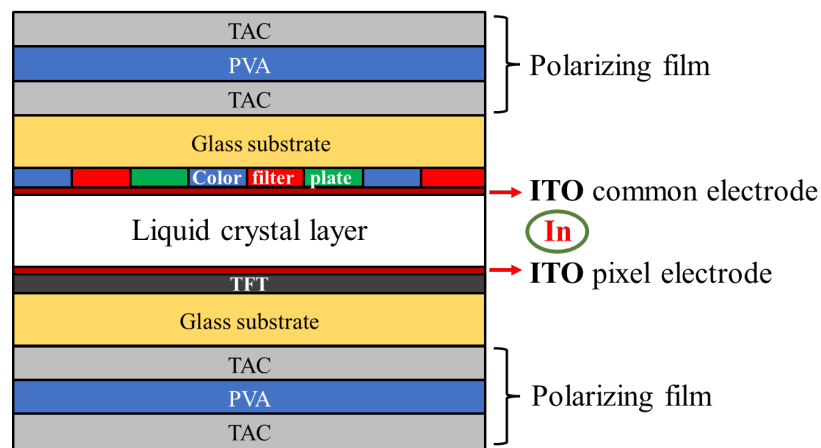 TAC
PVA
Polarizing film
TAC
Glass substrate
Color filter plate
ITO common electrode
Liquid crystal layer
In
ITO pixel electrode
TFT
Glass substrate
TAC
PVA
Polarizing film
TAC